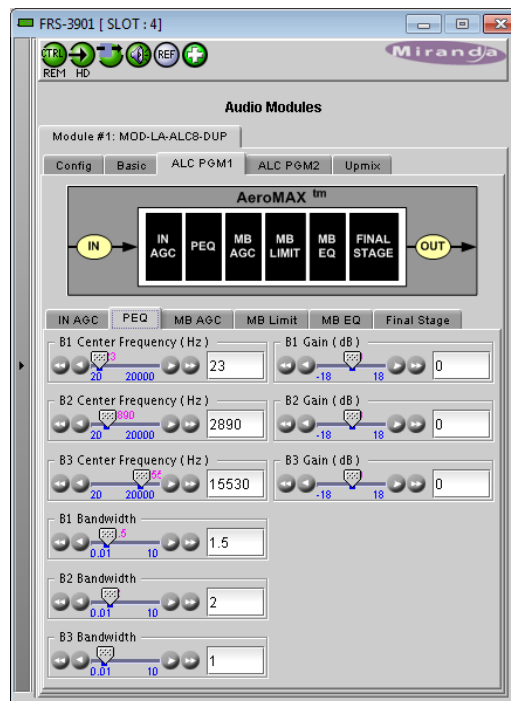 FRS-3901 [ SLOT : 4]
CTRL REF
REM HD
Miranda
Audio Modules
Module #1: MOD-LA-ALC8-DUP
Config Basic ALC PGM1 ALC PGM2 Upmix
AeroMAX tm
IN
IN AGC
PEQ
MB AGC
MB LIMIT
MB EQ
FINAL STAGE
OUT
IN AGC PEQ MB AGC MB Limit MB EQ Final Stage
B1 Center Frequency ( Hz )
20 20000
23
B1 Gain ( dB )
-18 18
0
B2 Center Frequency ( Hz )
20 20000
2890
B2 Gain ( dB )
-18 18
0
B3 Center Frequency ( Hz )
20 20000
15530
B3 Gain ( dB )
-18 18
0
B1 Bandwidth
0.01 10
1.5
B2 Bandwidth
0.01 10
2
B3 Bandwidth
0.01 10
1